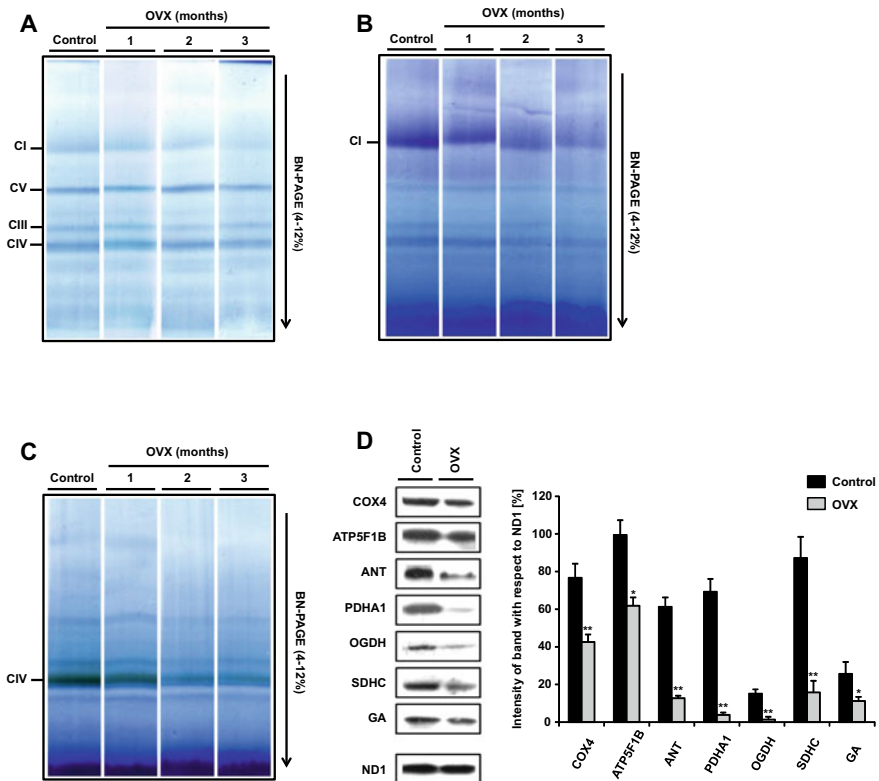 A
OVX (months)
Control 1 2 3
CI
CV
CIII
CIV
BN-PAGE (4-12%)
B
OVX (months)
Control 1 2 3
CI
BN-PAGE (4-12%)
C
OVX (months)
Control 1 2 3
CIV
BN-PAGE (4-12%)
D
Control OVX
COX4
ATP5F1B
ANT
PDHA1
OGDH
SDHC
GA
ND1
Control
OVX
Intensity of band with respect to ND1 [%]
120
100
80
60
40
20
0
** * ** ** ** ** *
COX4 ATP5F1B ANT PDHA1 OGDH SDHC GA